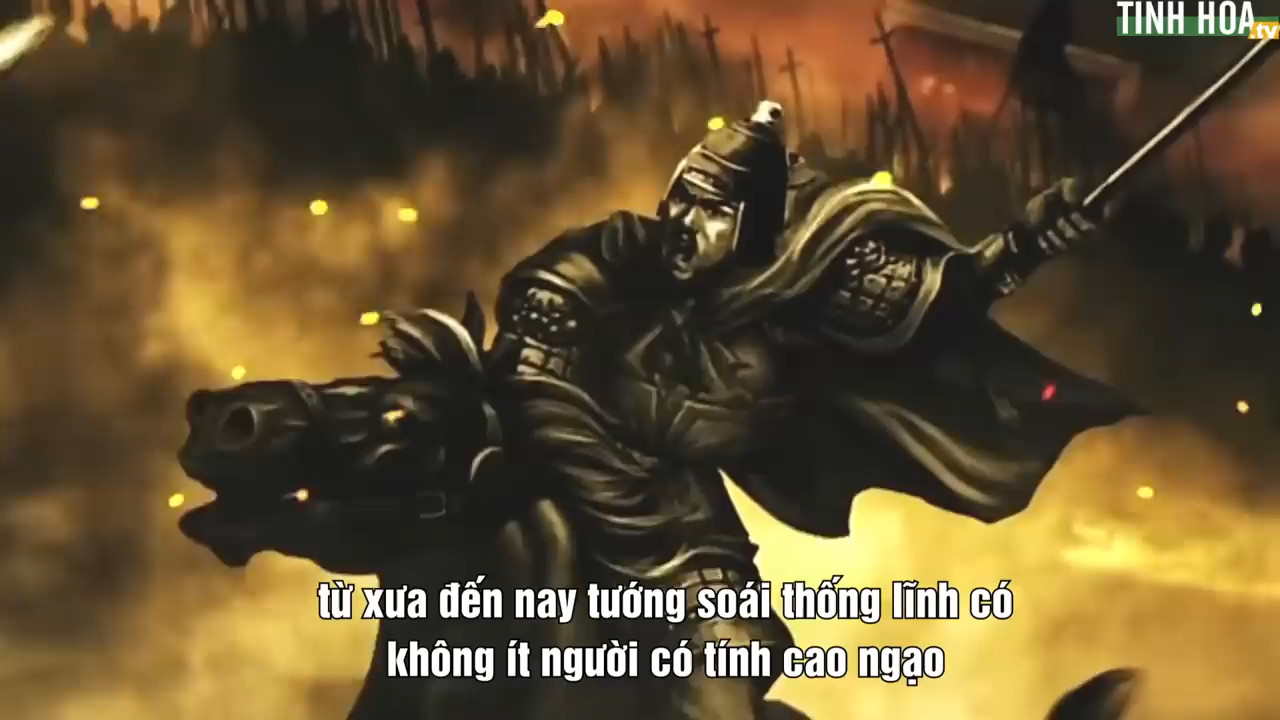 TINH HOA
.tv
từ xưa đến nay tướng soái thống lĩnh có
không ít người có tính cao ngạo